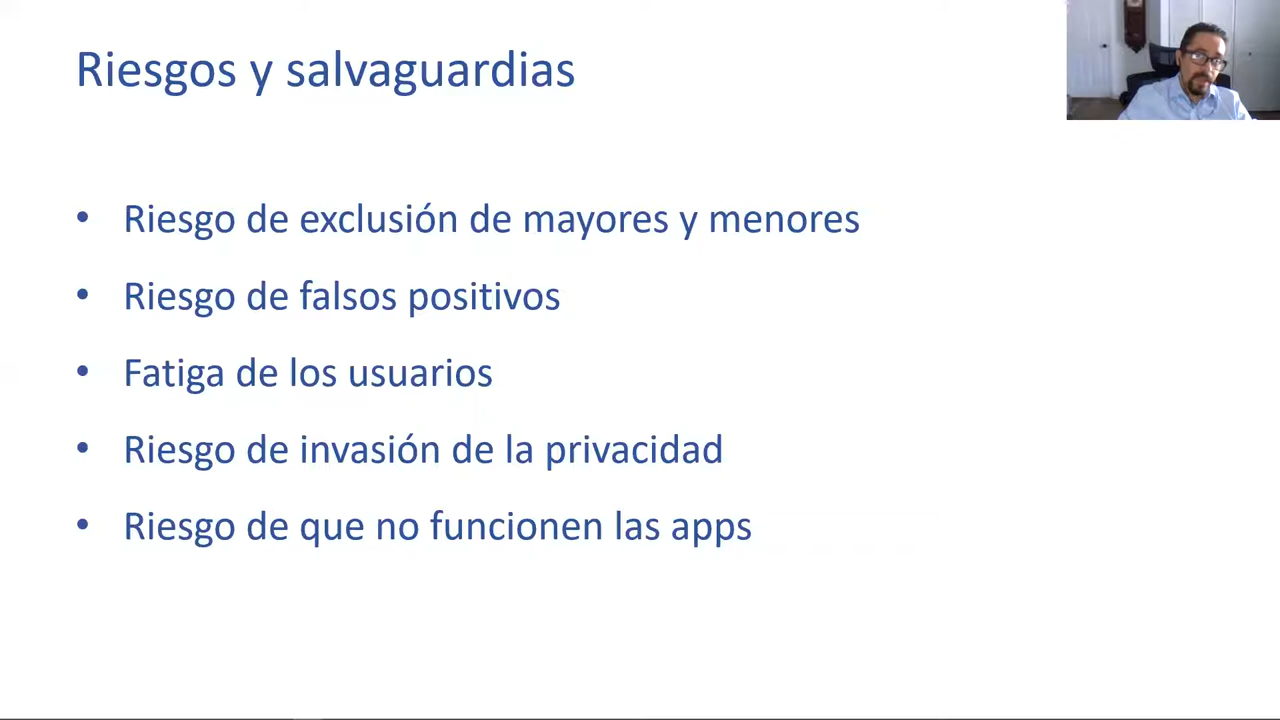 Riesgos y salvaguardias
• Riesgo de exclusión de mayores y menores
• Riesgo de falsos positivos
• Fatiga de los usuarios
• Riesgo de invasión de la privacidad
• Riesgo de que no funcionen las apps